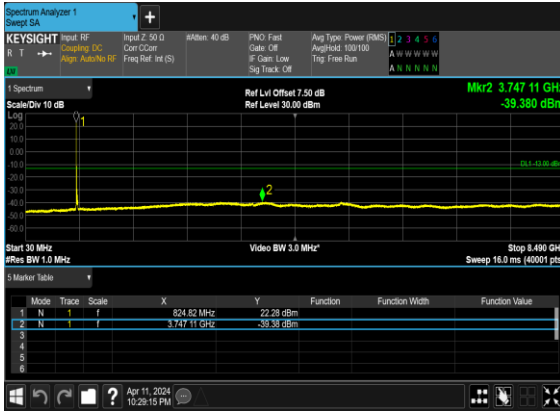 Spectrum Analyzer 1
Swept SA
+
KEYSIGHT Input: RF Input Z: 50 Ω #Atten: 40 dB PNO: Fast Avg Type: Power (RMS) 1 2 3 4 5 6
R T Coupling: DC Corr CCorr Gate: Off Avg|Hold: 100/100 A W W W W W
Align: Auto/No RF Freq Ref: Int (S) IF Gain: Low Trig: Free Run
Sig Track: Off A N N N N N
1 Spectrum
Ref Lvl Offset 7.50 dB Mkr2 3.747 11 GHz
Scale/Div 10 dB Ref Level 30.00 dBm -39.380 dBm
Log
20.0
10.0
0.00
-10.0
-20.0
-30.0
-40.0
-50.0
-60.0
1
DL1 -13.00 dBm
2
Start 30 MHz Video BW 3.0 MHz* Stop 8.490 GHz
#Res BW 1.0 MHz Sweep 16.0 ms (40001 pts)
5 Marker Table
Mode Trace Scale X Y Function Function Width Function Value
1 N 1 f 824.82 MHz 22.28 dBm
2 N 1 f 3.747 11 GHz -39.38 dBm
3
4
5
6
? Apr 11, 2024
10:29:15 PM